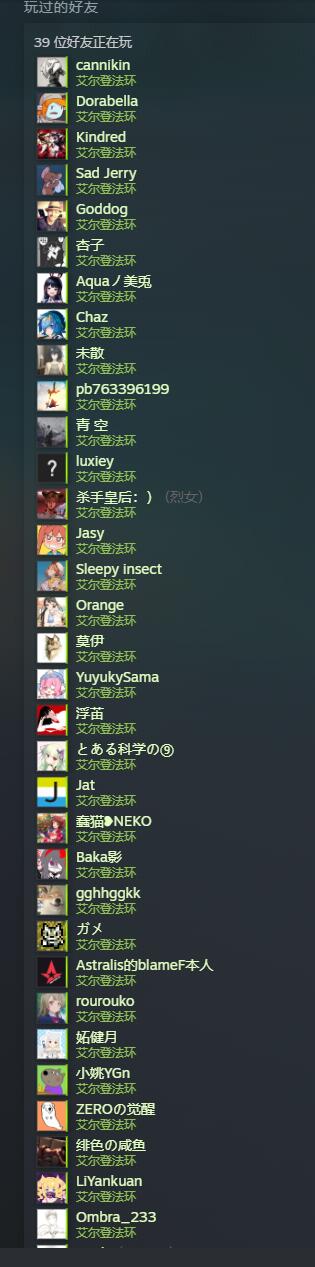 玩过的好友
39 位好友正在玩
cannikin
艾尔登法环
Dorabella
艾尔登法环
Kindred
艾尔登法环
Sad Jerry
艾尔登法环
Goddog
艾尔登法环
杏子
艾尔登法环
Aquaノ美兎
艾尔登法环
Chaz
艾尔登法环
未散
艾尔登法环
pb763396199
艾尔登法环
青 空
艾尔登法环
?
luxiey
艾尔登法环
杀手皇后：） （烈女）
艾尔登法环
Jasy
艾尔登法环
Sleepy insect
艾尔登法环
Orange
艾尔登法环
莫伊
艾尔登法环
YuyukySama
艾尔登法环
浮苗
艾尔登法环
とある科学の⑨
艾尔登法环
J
Jat
艾尔登法环
蠢猫❥NEKO
艾尔登法环
Baka影
艾尔登法环
gghhggkk
艾尔登法环
ガメ
艾尔登法环
Astralis的blameF本人
艾尔登法环
rourouko
艾尔登法环
妬健月
艾尔登法环
小姚YGn
艾尔登法环
ZEROの觉醒
艾尔登法环
绯色の咸鱼
艾尔登法环
LiYankuan
艾尔登法环
Ombra_233
艾尔登法环